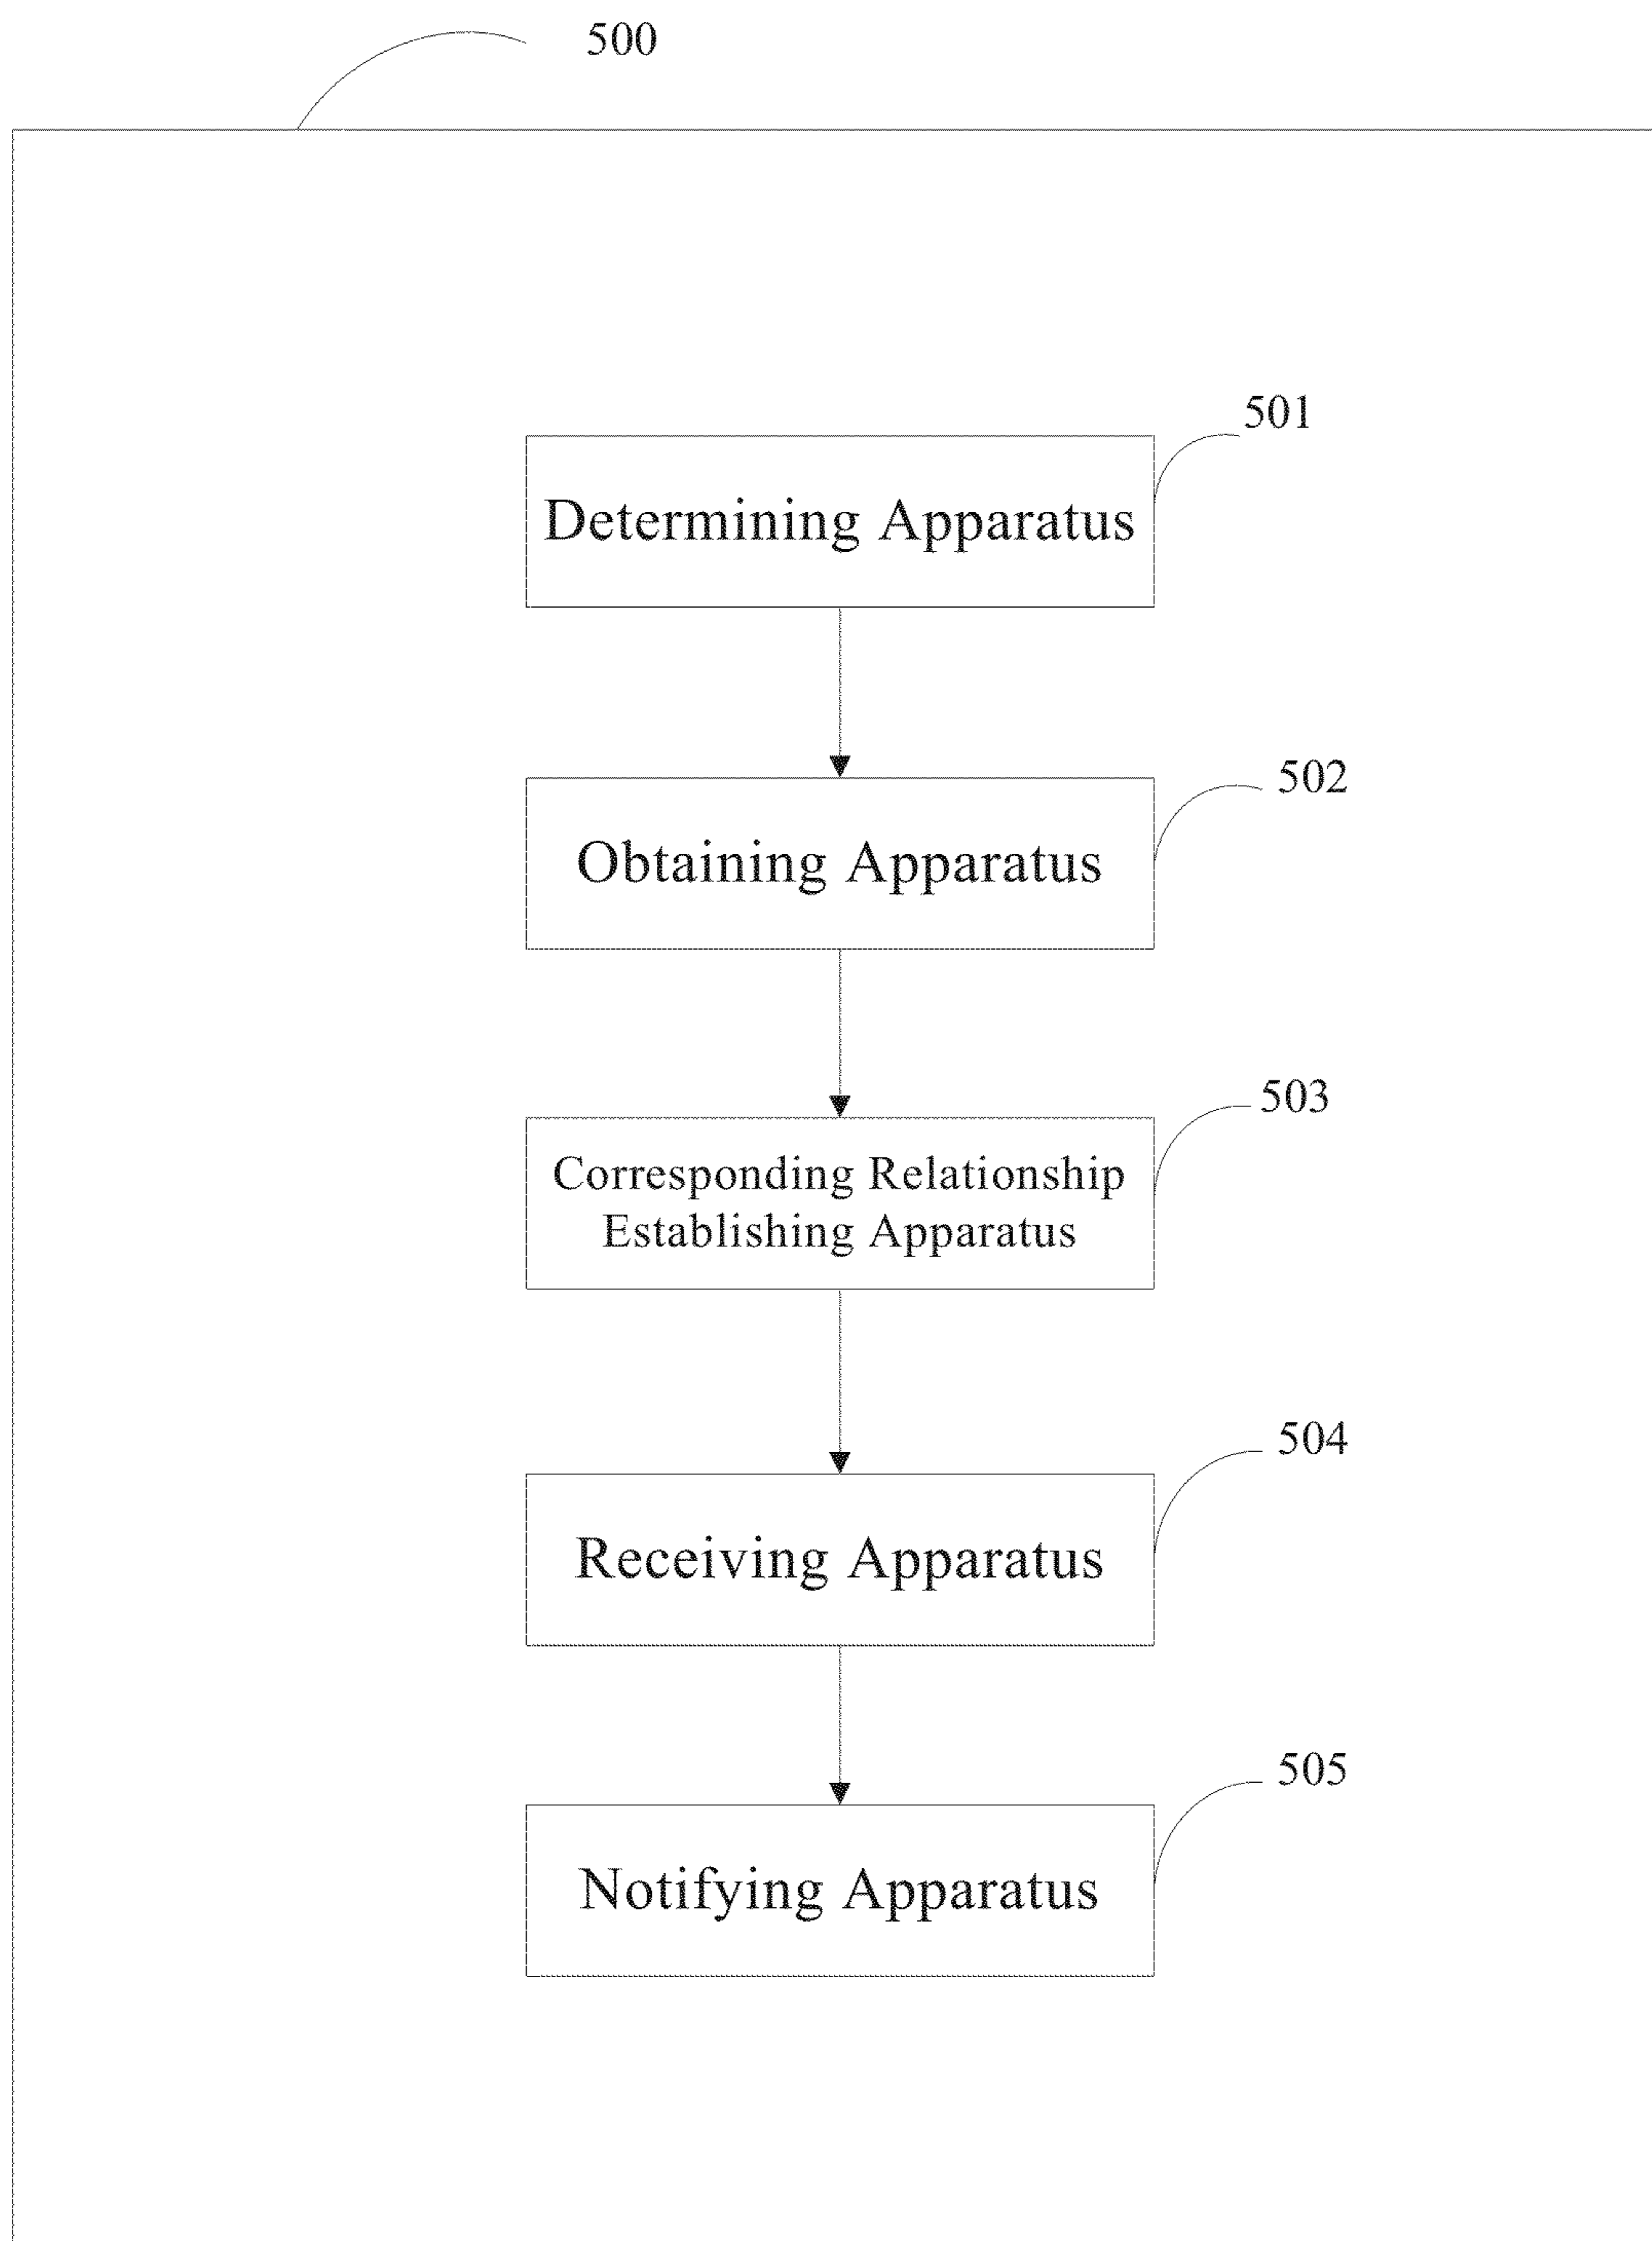 500
501
Determining Apparatus
502
Obtaining Apparatus
503
Corresponding Relationship
Establishing Apparatus
504
Receiving Apparatus
505
Notifying Apparatus